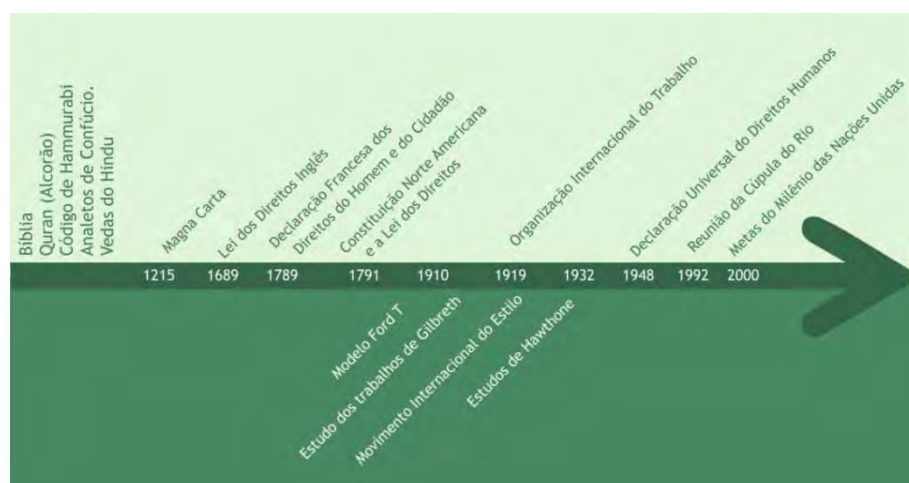 Bíblia
Quran (Alcorão)
Código de Hammurabi
Analetos de Confúcio.
Vedas do Hindu
Magna Carta
Lei dos Direitos Inglês
Declaração Francesa dos
Direitos do Homem e do Cidadão
Constituição Norte Americana
e a Lei dos Direitos
Organização Internacional do Trabalho
Declaração Universal do Direitos Humanos
Reunião da Cúpula do Rio
Metas do Milênio das Nações Unidas
1215 1689 1789 1791 1910 1919 1932 1948 1992 2000
Modelo Ford T
Estudo dos trabalhos de Gilbreth
Movimento Internacional do Estilo
Estudos de Hawthone